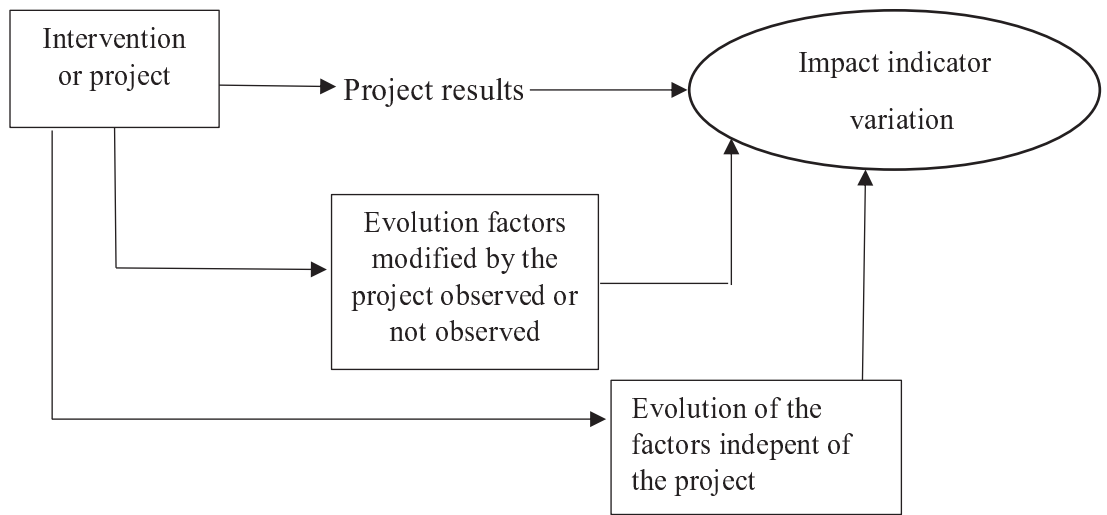 Intervention
or project
Project results
Impact indicator
variation
Evolution factors
modified by the
project observed or
not observed
Evolution of the
factors indepent of
the project